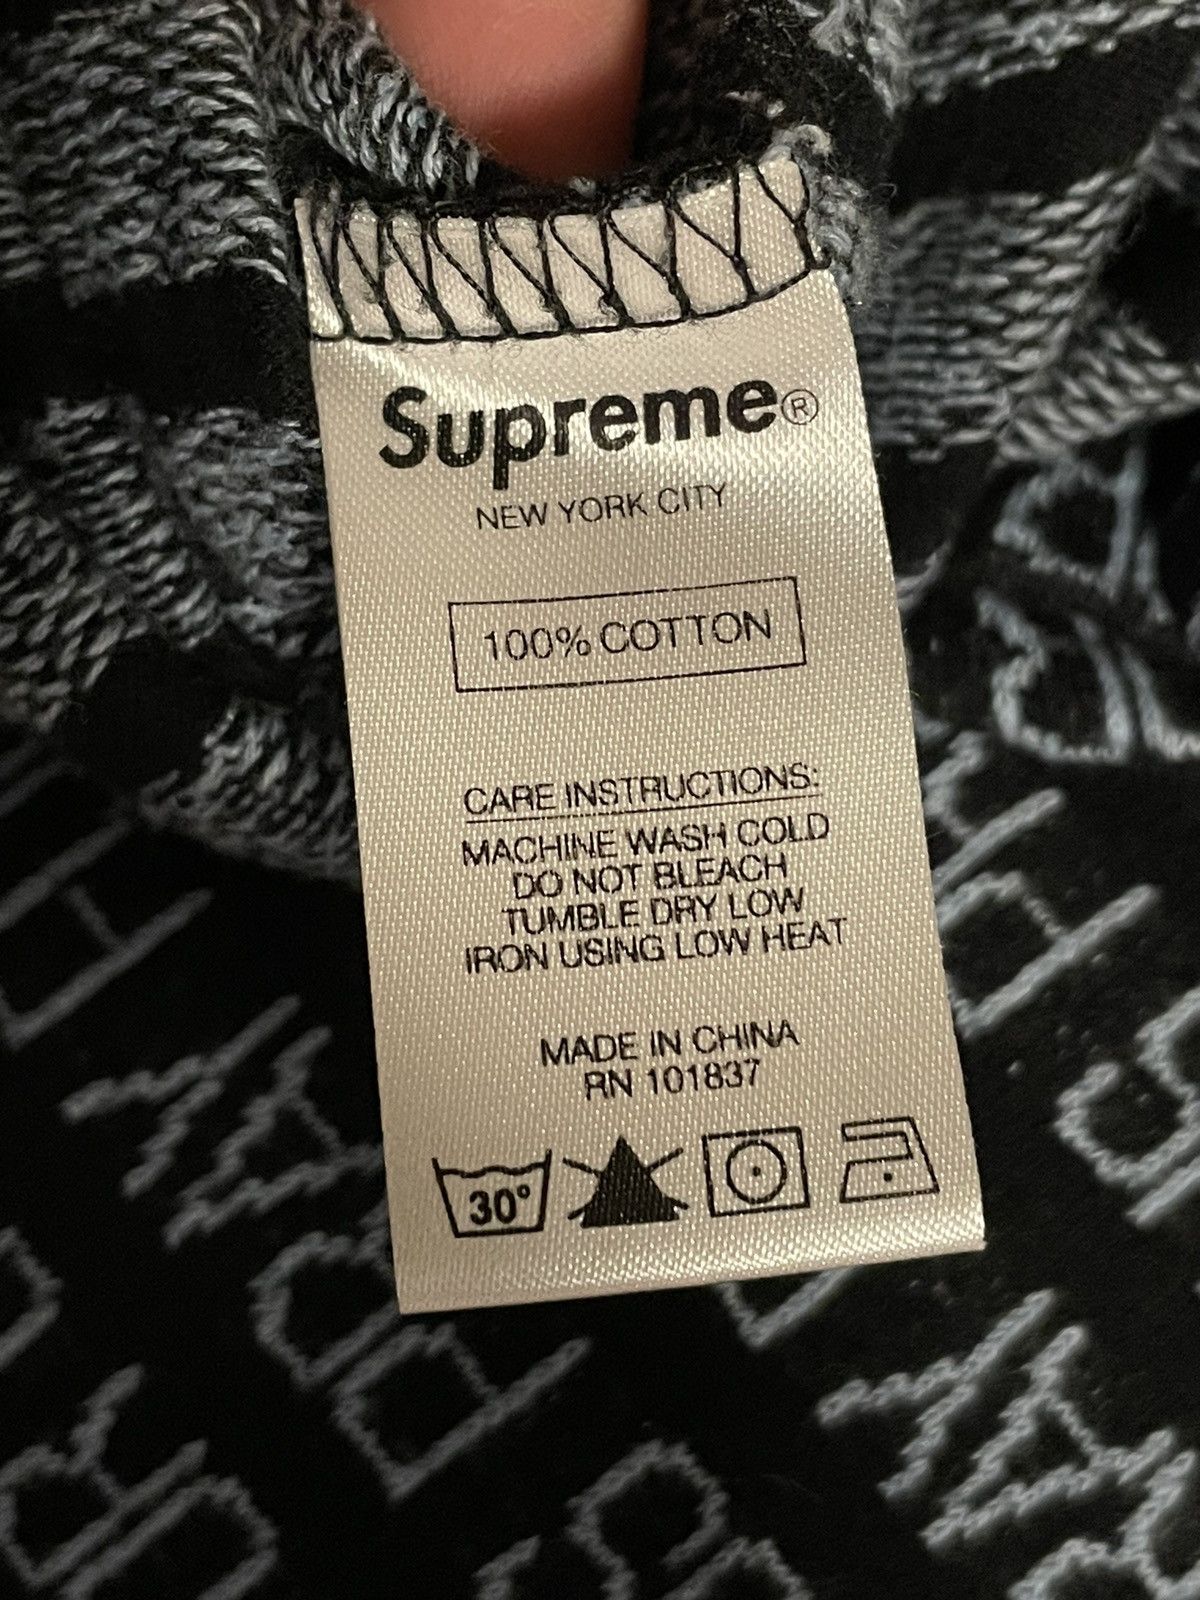 Supreme®
NEW YORK CITY
100% COTTON
CARE INSTRUCTIONS:
MACHINE WASH COLD
DO NOT BLEACH
TUMBLE DRY LOW
IRON USING LOW HEAT
MADE IN CHINA
RN 101837
30°